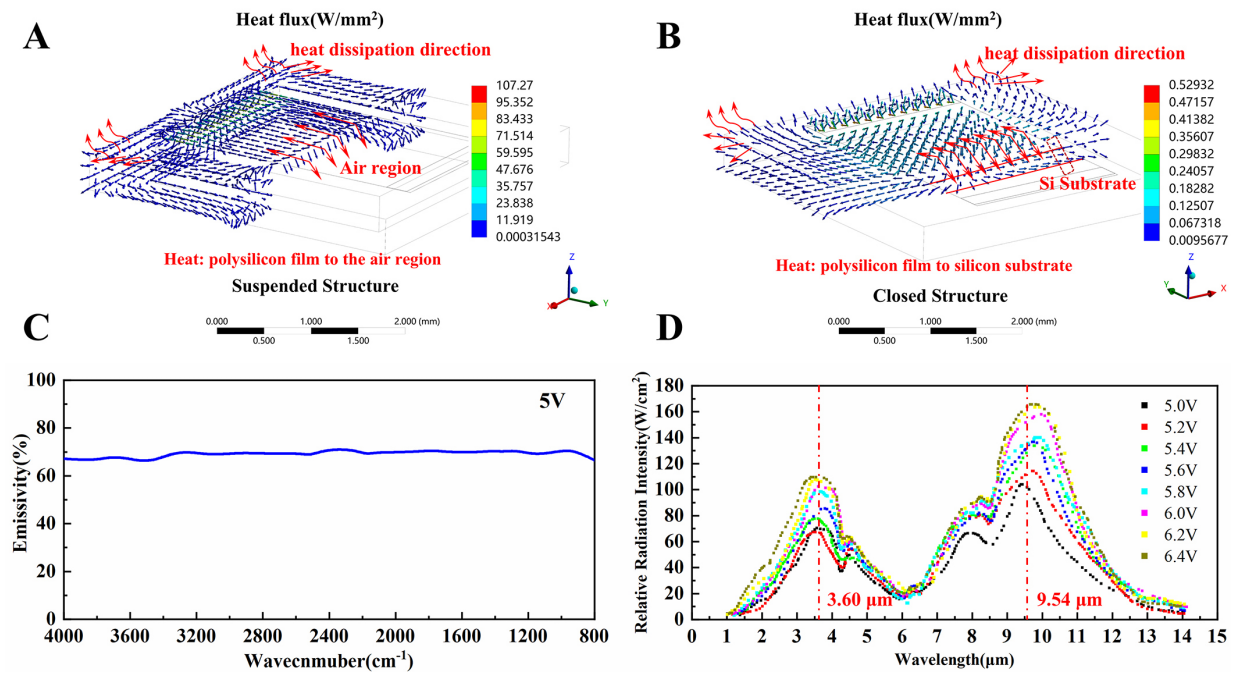 A
Heat flux(W/mm²)
heat dissipation direction
107.27
95.352
83.433
71.514
59.595
47.676
35.757
23.838
11.919
0.00031543
Air region
Heat: polysilicon film to the air region
Suspended Structure
Z
X
Y
0.000
1.000
2.000 (mm)
0.500
1.500
B
Heat flux(W/mm²)
heat dissipation direction
0.52932
0.47157
0.41382
0.35607
0.29832
0.24057
0.18282
0.12507
0.067318
0.0095677
Si Substrate
Heat: polysilicon film to silicon substrate
Closed Structure
Z
Y
X
0.000
1.000
2.000 (mm)
0.500
1.500
C
Emissivity(%)
100
80
60
40
20
0
5V
4000 3600 3200 2800 2400 2000 1600 1200 800
Wavecnmuber(cm⁻¹)
D
Relative Radiation Intensity(W/cm²)
180
160
140
120
100
80
60
40
20
0
5.0V
5.2V
5.4V
5.6V
5.8V
6.0V
6.2V
6.4V
3.60 μm
9.54 μm
0 1 2 3 4 5 6 7 8 9 10 11 12 13 14 15
Wavelength(μm)